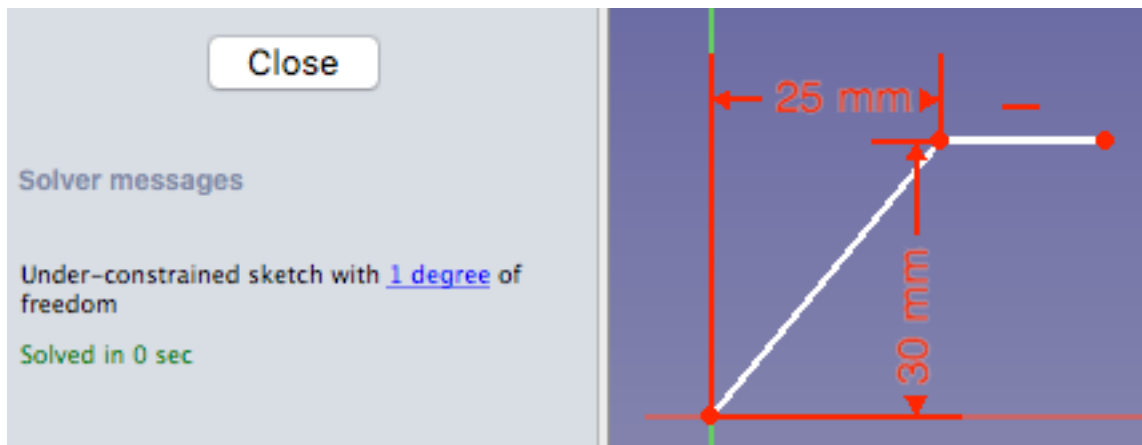 Close
Solver messages
Under-constrained sketch with 1 degree of
freedom
Solved in 0 sec
25 mm
30 mm